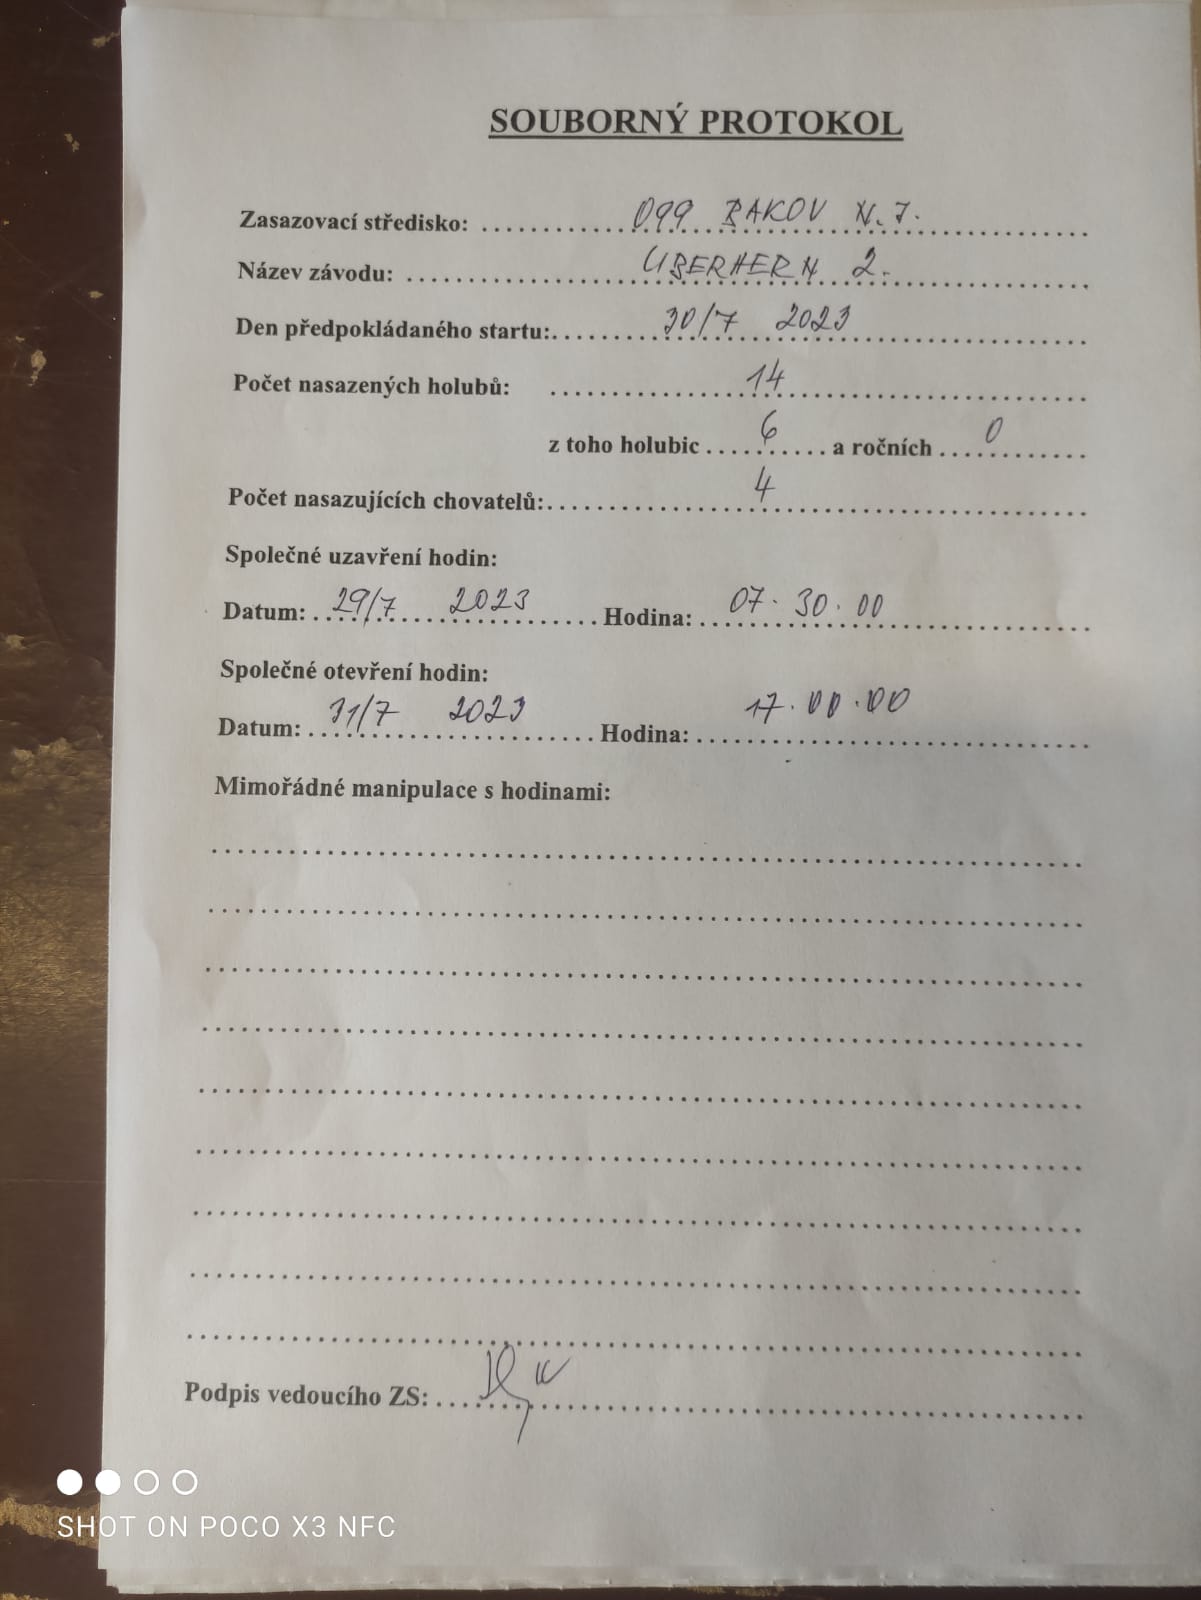 SOUBORNÝ PROTOKOL
Zasazovací středisko: 099 BAKOV N. J.
Název závodu: UBERHERN 2.
Den předpokládaného startu: 30/7 2023
Počet nasazených holubů: 14
z toho holubic 6 a ročních 0
Počet nasazujících chovatelů: 4
Společné uzavření hodin:
Datum: 29/7 2023 Hodina: 07. 30. 00
Společné otevření hodin:
Datum: 31/7 2023 Hodina: 17. 00. 00
Mimořádné manipulace s hodinami:
Podpis vedoucího ZS:
SHOT ON POCO X3 NFC